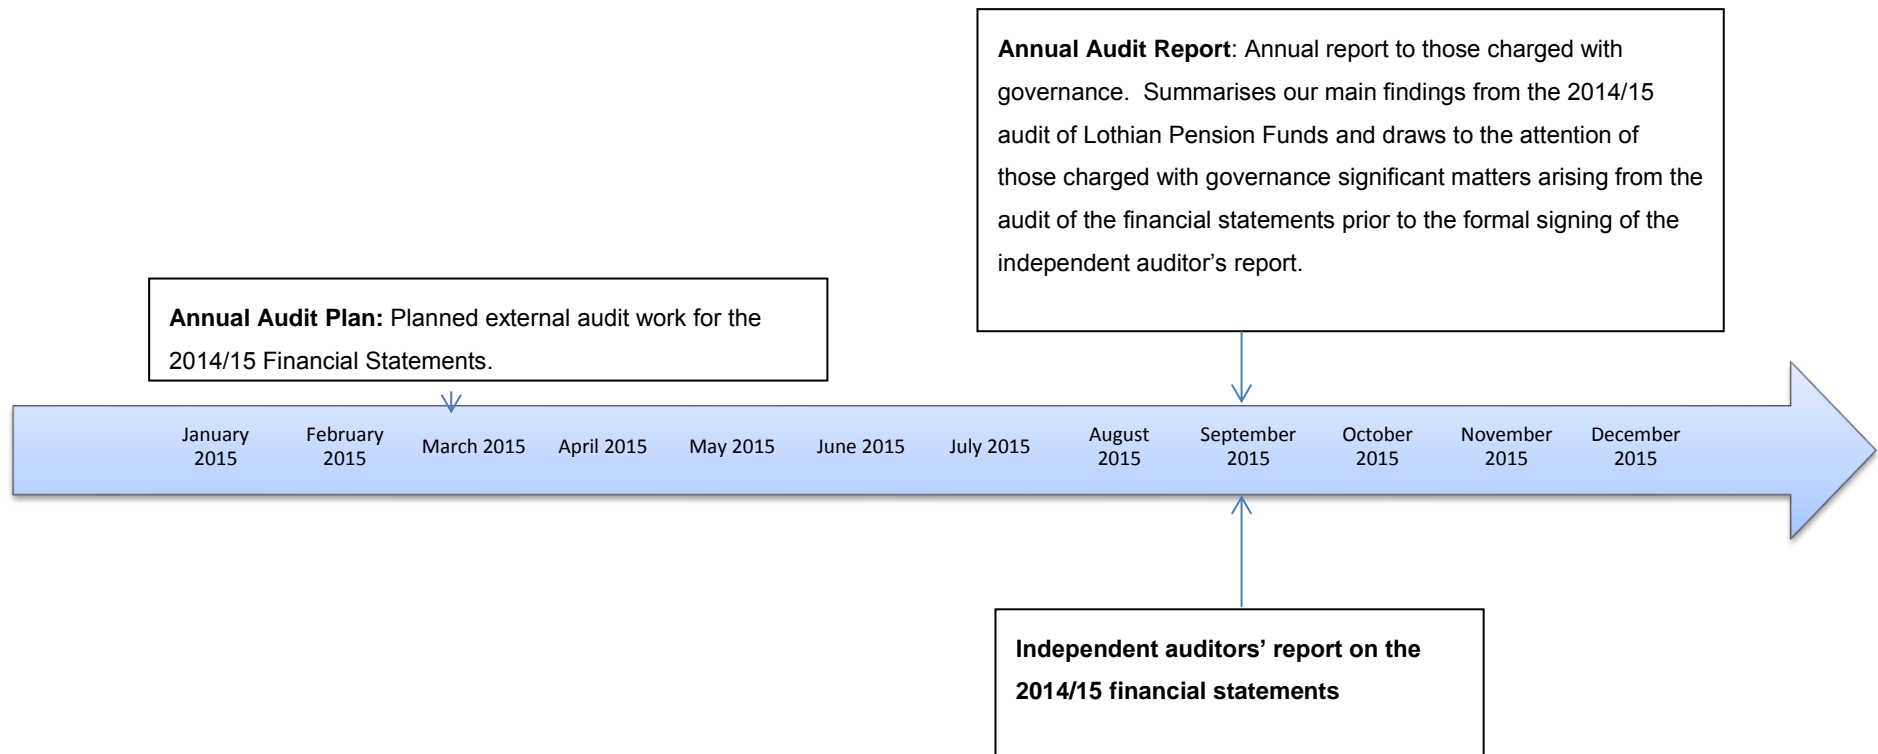 Annual Audit Report: Annual report to those charged with
governance.  Summarises our main findings from the 2014/15
audit of Lothian Pension Funds and draws to the attention of
those charged with governance significant matters arising from the
audit of the financial statements prior to the formal signing of the
independent auditor’s report.
Annual Audit Plan: Planned external audit work for the
2014/15 Financial Statements.
January
2015
February
2015
March 2015
April 2015
May 2015
June 2015
July 2015
August
2015
September
2015
October
2015
November
2015
December
2015
Independent auditors’ report on the
2014/15 financial statements